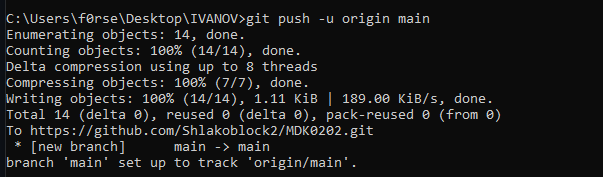 C:\Users\f0rse\Desktop\IVANOV>git push -u origin main
Enumerating objects: 14, done.
Counting objects: 100% (14/14), done.
Delta compression using up to 8 threads
Compressing objects: 100% (7/7), done.
Writing objects: 100% (14/14), 1.11 KiB | 189.00 KiB/s, done.
Total 14 (delta 0), reused 0 (delta 0), pack-reused 0 (from 0)
To https://github.com/Shlakoblock2/MDK0202.git
 * [new branch]      main -> main
branch 'main' set up to track 'origin/main'.